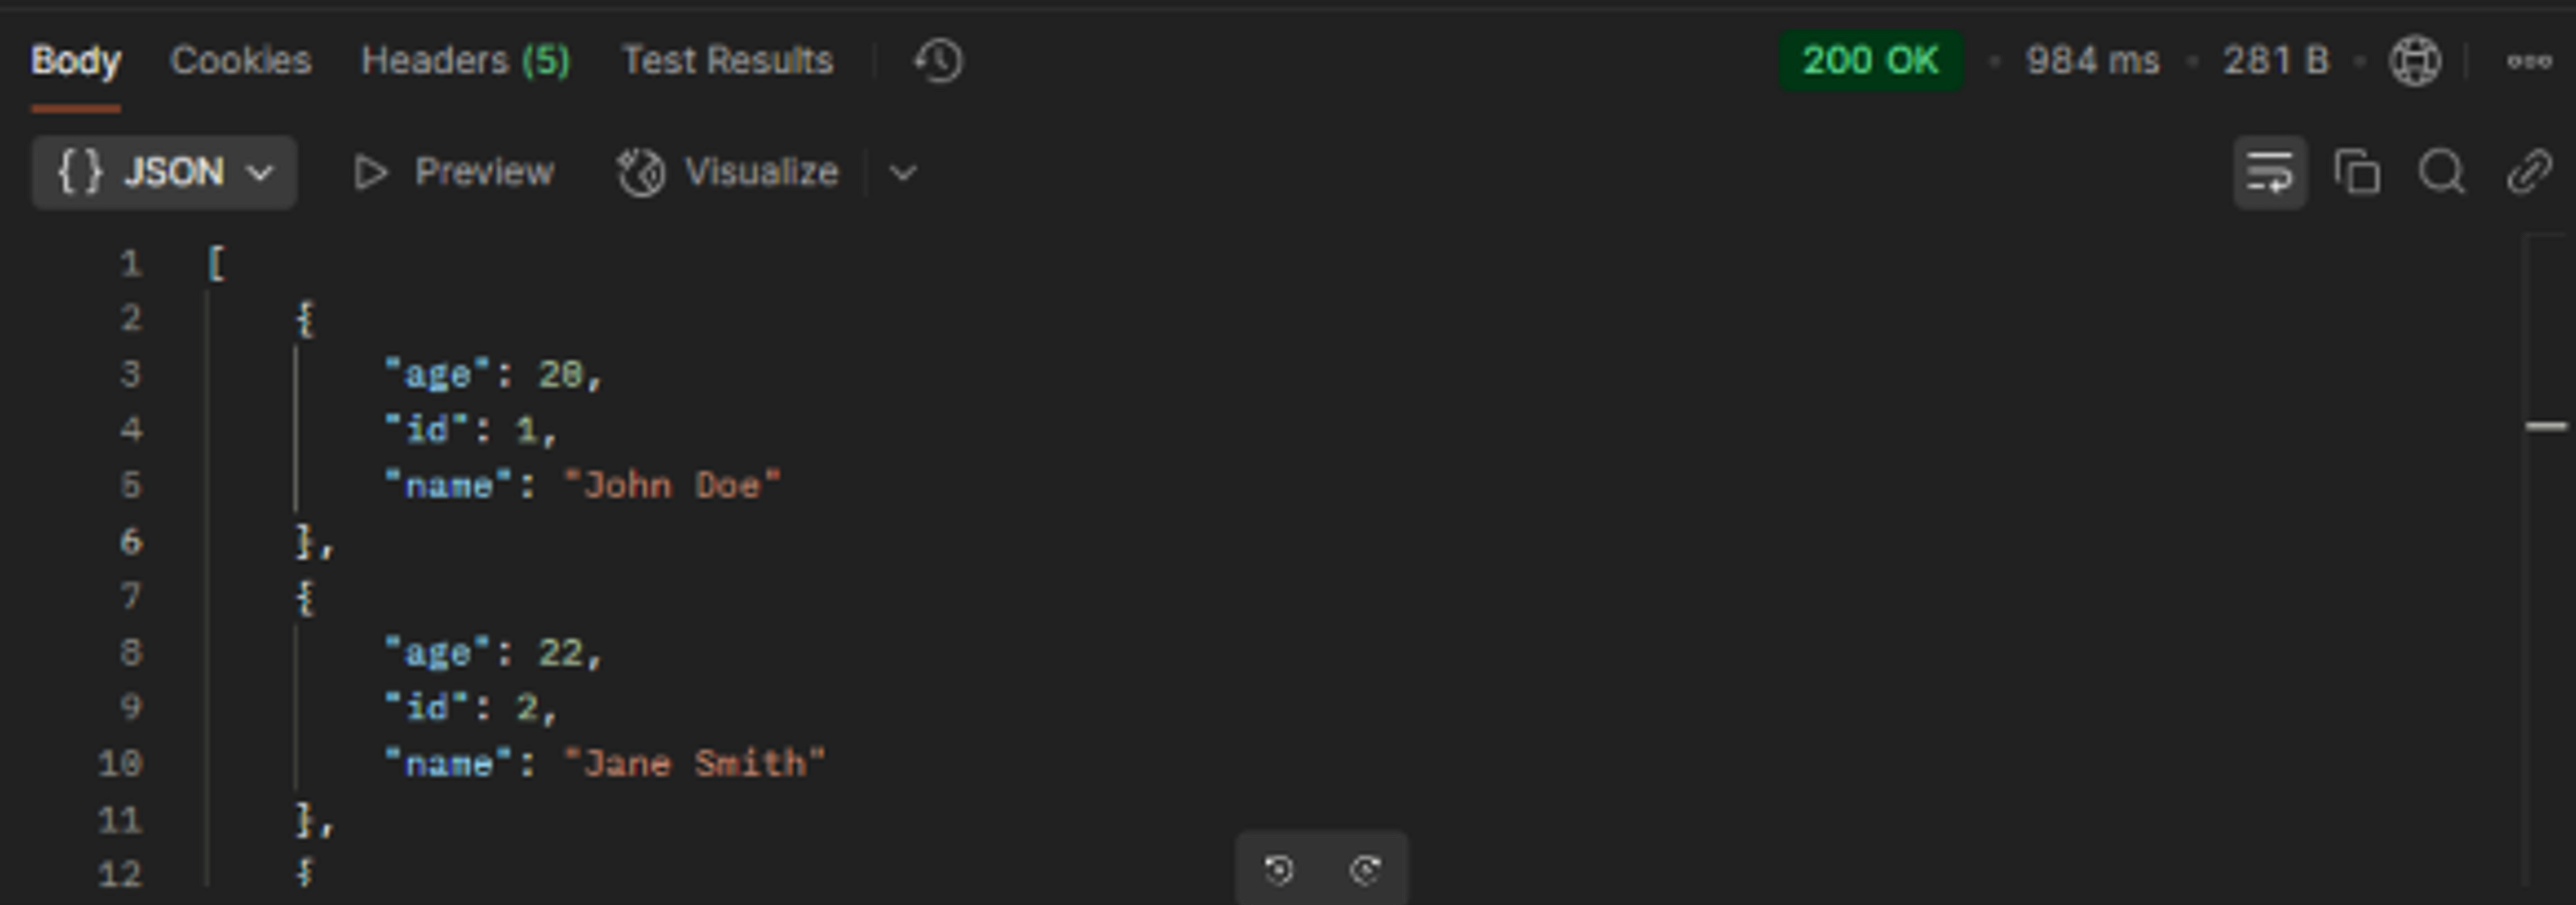 Body Cookies Headers (5) Test Results 200 OK • 984 ms • 281 B •
{} JSON Preview Visualize
1 [
2 {
3 "age": 28,
4 "id": 1,
5 "name": "John Doe"
6 },
7 {
8 "age": 22,
9 "id": 2,
10 "name": "Jane Smith"
11 },
12 {